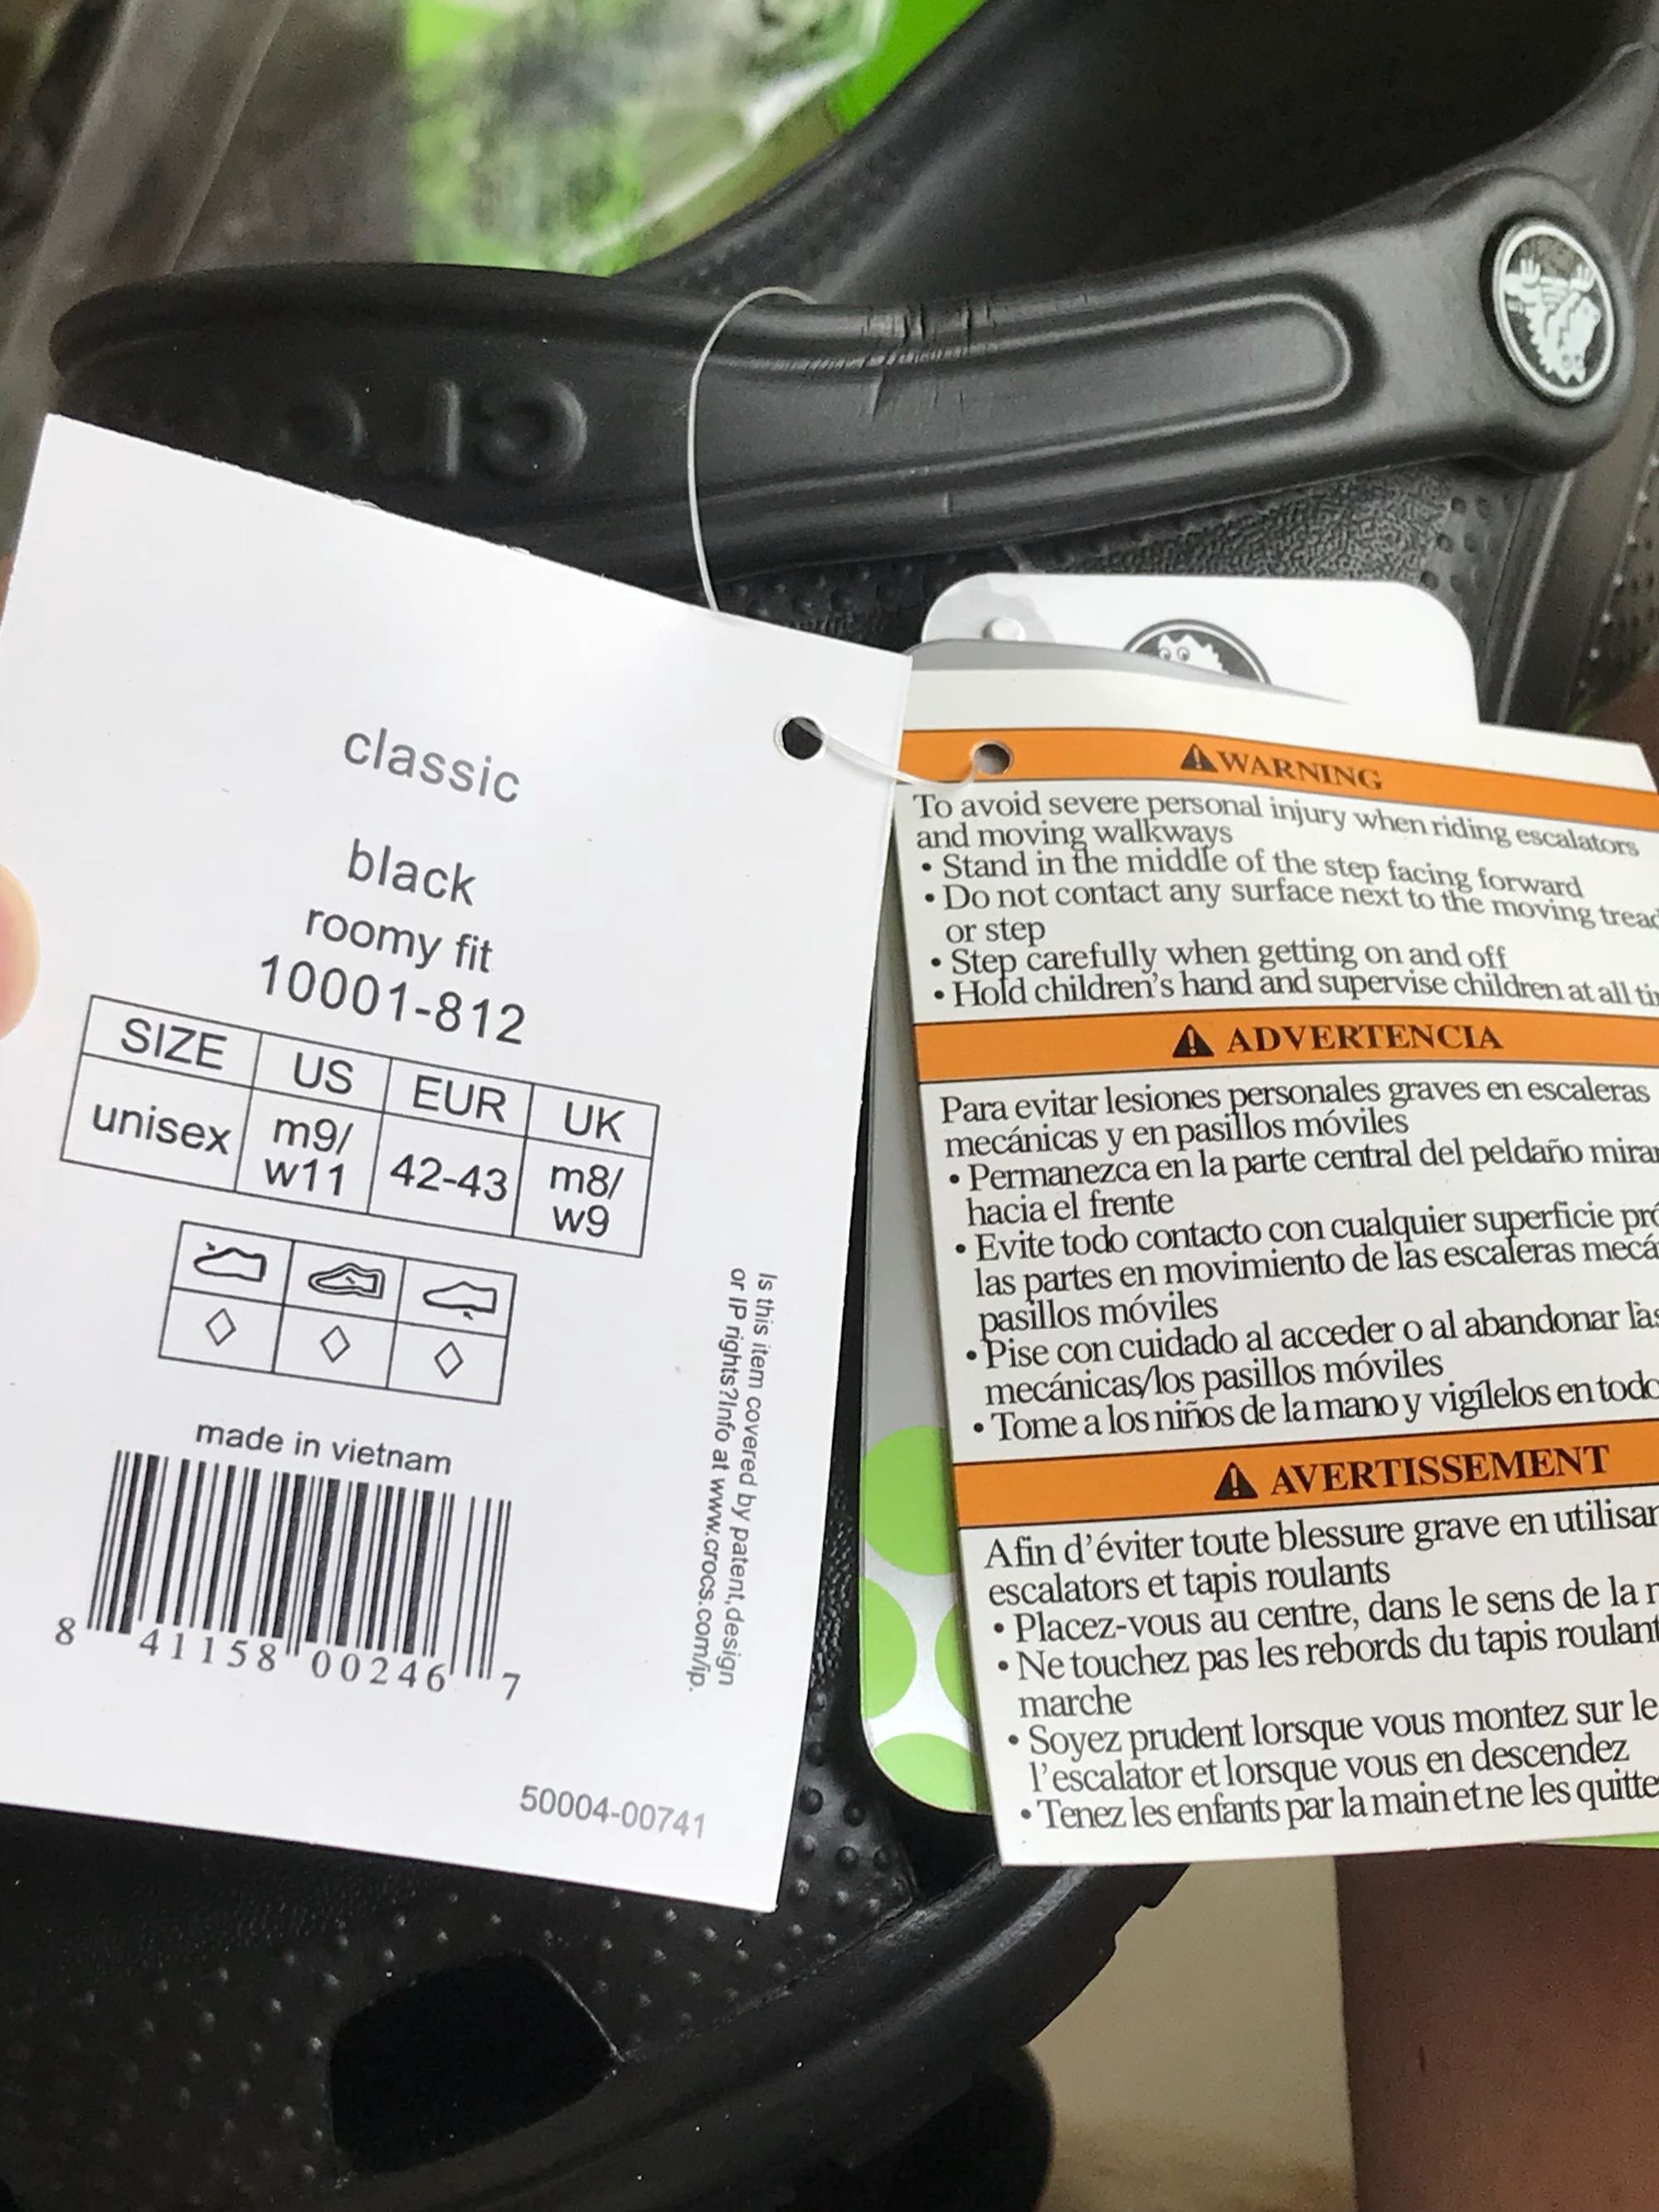 croc
classic
black
roomy fit
10001-812
SIZE US EUR UK
unisex m9/ w11 42-43 m8/ w9
made in vietnam
8 41158 00246 7
Is this item covered by patent,design
or IP rights?Info at www.crocs.com/ip.
50004-00741
WARNING
To avoid severe personal injury when riding escalators
and moving walkways
• Stand in the middle of the step facing forward
• Do not contact any surface next to the moving tread
or step
• Step carefully when getting on and off
• Hold children's hand and supervise children at all
ADVERTENCIA
Para evitar lesiones personales graves en escaleras
mecánicas y en pasillos móviles
• Permanezca en la parte central del peldaño
hacia el frente
• Evite todo contacto con cualquier superficie
las partes en movimiento de las escaleras
pasillos móviles
• Pise con cuidado al acceder o al abandonar las
mecánicas/los pasillos móviles
• Tome a los niños de la mano y vigílelos en todo
AVERTISSEMENT
Afin d'éviter toute blessure grave en utilisant
escalators et tapis roulants
• Placez-vous au centre, dans le sens de la
• Ne touchez pas les rebords du tapis roulant
marche
• Soyez prudent lorsque vous montez sur
l'escalator et lorsque vous en descendez
• Tenez les enfants par la main et ne les